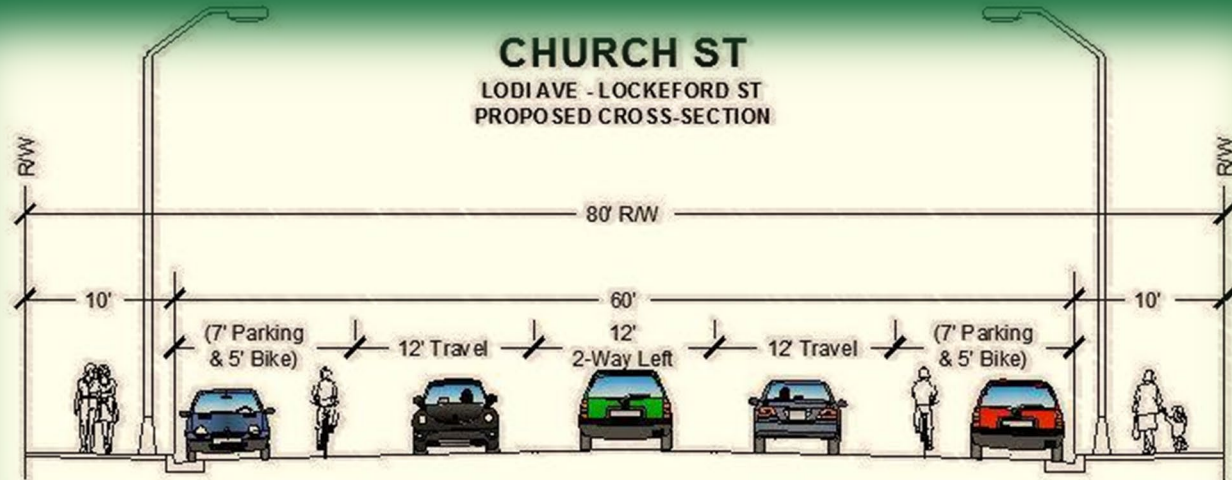 CHURCH ST
LODI AVE - LOCKEFORD ST
PROPOSED CROSS-SECTION
R/W
R/W
80' R/W
10'
60'
10'
(7' Parking
& 5' Bike)
12' Travel
12'
2-Way Left
12' Travel
(7' Parking
& 5' Bike)